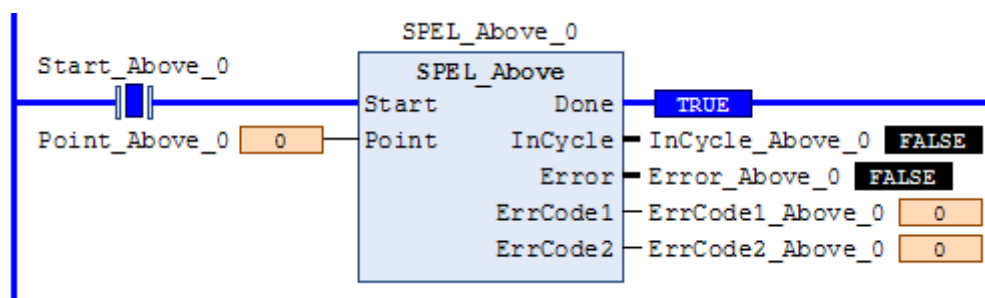 SPEL_Above_0
Start_Above_0
SPEL_Above
Start Done TRUE
Point_Above_0 0 Point InCycle InCycle_Above_0 FALSE
Error Error_Above_0 FALSE
ErrCode1 ErrCode1_Above_0 0
ErrCode2 ErrCode2_Above_0 0